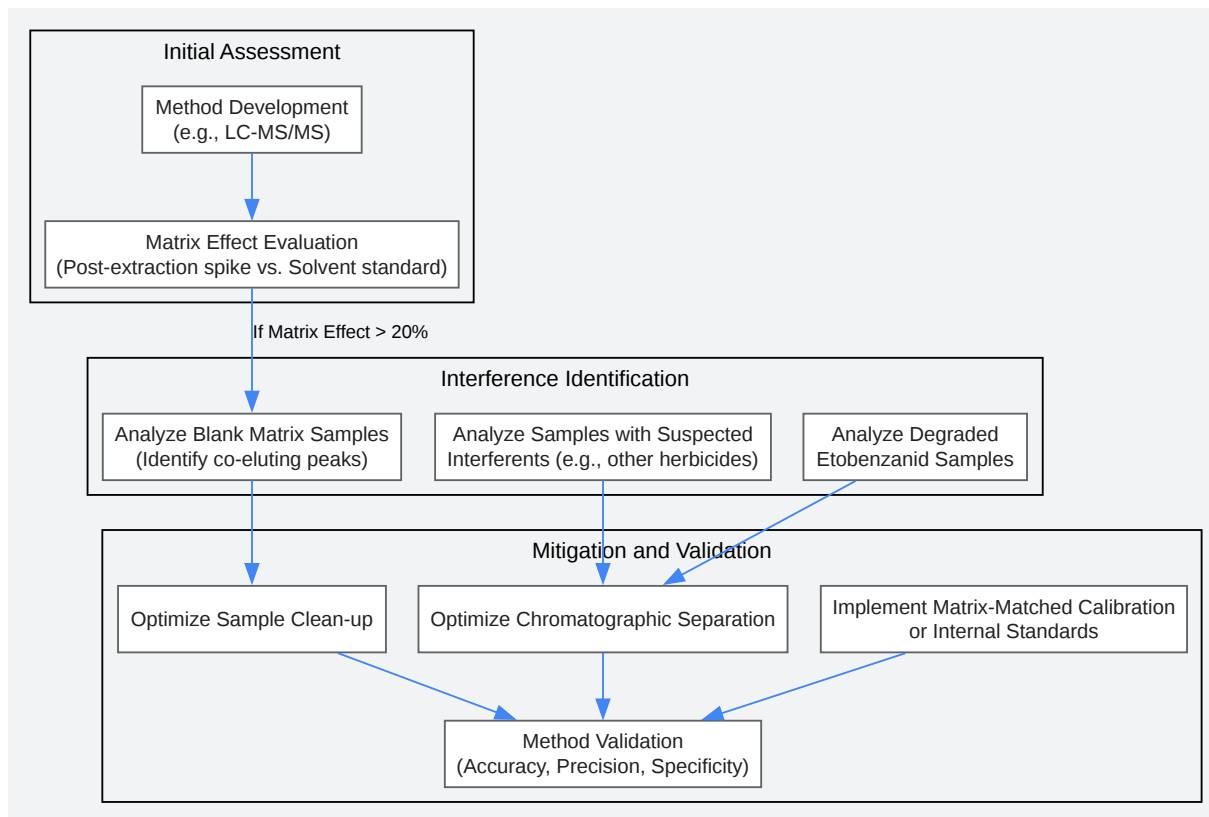 Initial Assessment
Method Development
(e.g., LC-MS/MS)
Matrix Effect Evaluation
(Post-extraction spike vs. Solvent standard)
If Matrix Effect > 20%
Interference Identification
Analyze Blank Matrix Samples
(Identify co-eluting peaks)
Analyze Samples with Suspected
Interferents (e.g., other herbicides)
Analyze Degraded
Etobenzanid Samples
Mitigation and Validation
Optimize Sample Clean-up
Optimize Chromatographic Separation
Implement Matrix-Matched Calibration
or Internal Standards
Method Validation
(Accuracy, Precision, Specificity)